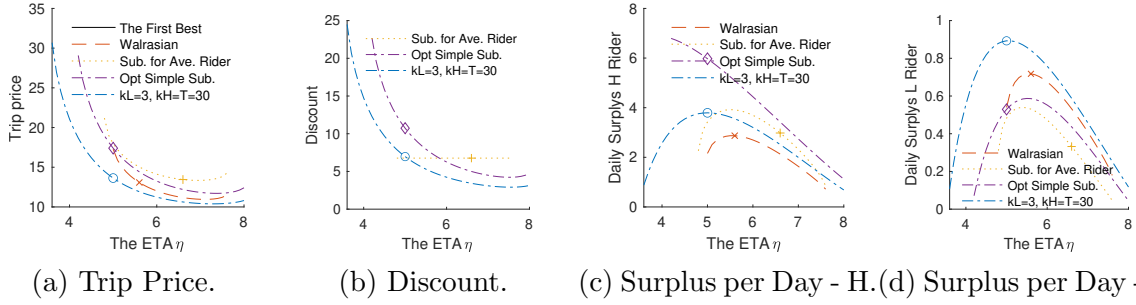 35
30
25
20
15
10
Trip price
The First Best
Walrasian
Sub. for Ave. Rider
Opt Simple Sub.
kL=3, kH=T=30
4 5 6 7 8
The ETA η
(a) Trip Price.
25
20
15
10
5
0
Discount
Sub. for Ave. Rider
Opt Simple Sub.
kL=3, kH=T=30
4 5 6 7 8
The ETA η
(b) Discount.
8
6
4
2
0
Daily Surplys H Rider
Walrasian
Sub. for Ave. Rider
Opt Simple Sub.
kL=3, kH=T=30
4 5 6 7 8
The ETA η
(c) Surplus per Day - H.
1
0.8
0.6
0.4
0.2
0
Daily Surplys L Rider
Walrasian
Sub. for Ave. Rider
Opt Simple Sub.
kL=3, kH=T=30
4 6 8
The ETA η
(d) Surplus per Day -